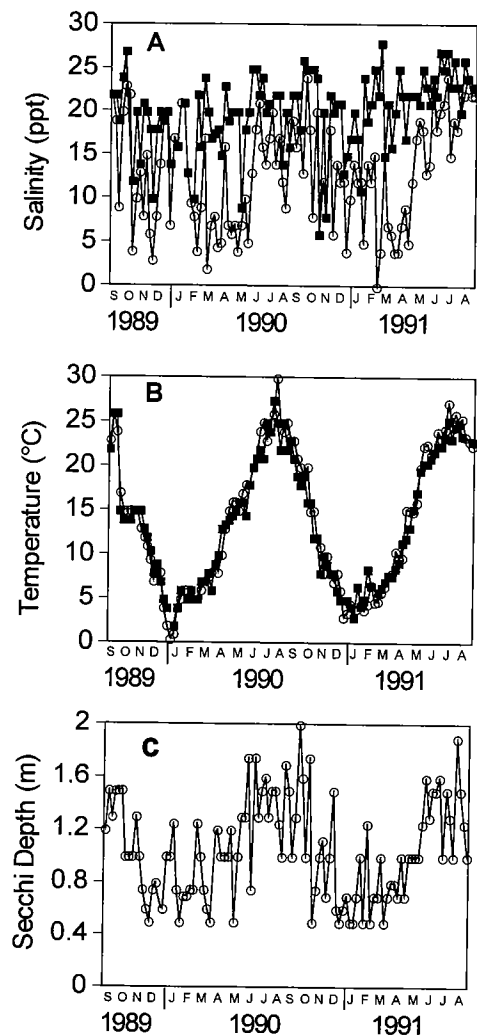 A
Salinity (ppt)
30
25
20
15
10
5
0
S O N D J F M A M J J A S O N D J F M A M J J A
1989 1990 1991
B
Temperature (°C)
30
25
20
15
10
5
0
S O N D J F M A M J J A S O N D J F M A M J J A
1989 1990 1991
C
Secchi Depth (m)
2
1.6
1.2
0.8
0.4
0
S O N D J F M A M J J A S O N D J F M A M J J A
1989 1990 1991